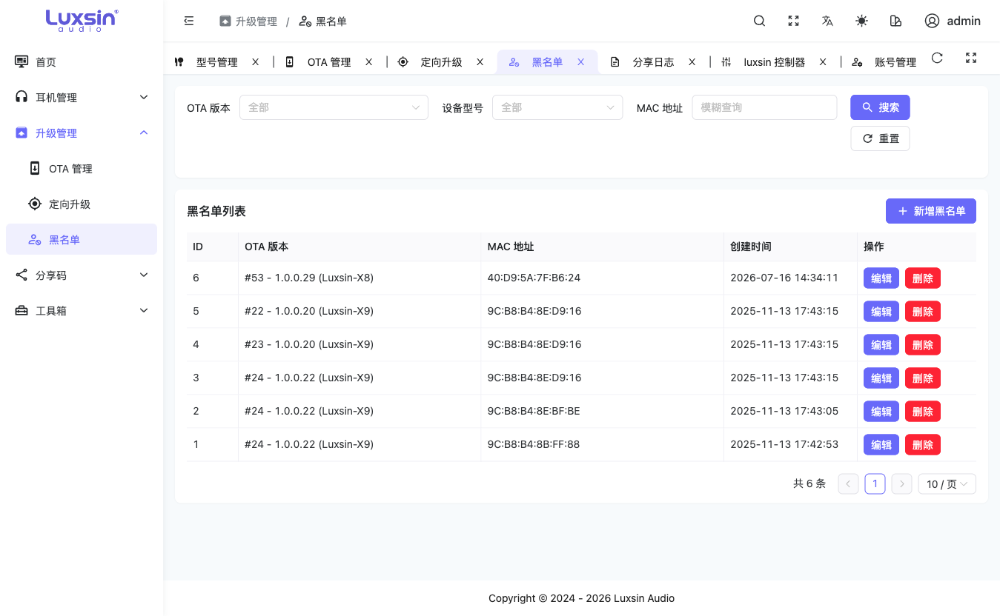 Luxsin®
audio
升级管理 / 黑名单
admin
型号管理 OTA 管理 定向升级 黑名单 分享日志 luxsin 控制器 账号管理
首页
耳机管理
升级管理
OTA 管理
定向升级
黑名单
分享码
工具箱
OTA 版本 全部 设备型号 全部 MAC 地址 模糊查询 搜索
重置
黑名单列表 新增黑名单
ID OTA 版本 MAC 地址 创建时间 操作
6 #53 - 1.0.0.29 (Luxsin-X8) 40:D9:5A:7F:B6:24 2026-07-16 14:34:11 编辑 删除
5 #22 - 1.0.0.20 (Luxsin-X9) 9C:B8:B4:8E:D9:16 2025-11-13 17:43:15 编辑 删除
4 #23 - 1.0.0.20 (Luxsin-X9) 9C:B8:B4:8E:D9:16 2025-11-13 17:43:15 编辑 删除
3 #24 - 1.0.0.22 (Luxsin-X9) 9C:B8:B4:8E:D9:16 2025-11-13 17:43:15 编辑 删除
2 #24 - 1.0.0.22 (Luxsin-X9) 9C:B8:B4:8E:BF:BE 2025-11-13 17:43:05 编辑 删除
1 #24 - 1.0.0.22 (Luxsin-X9) 9C:B8:B4:8B:FF:88 2025-11-13 17:42:53 编辑 删除
共 6 条 1 10 / 页
Copyright © 2024 - 2026 Luxsin Audio